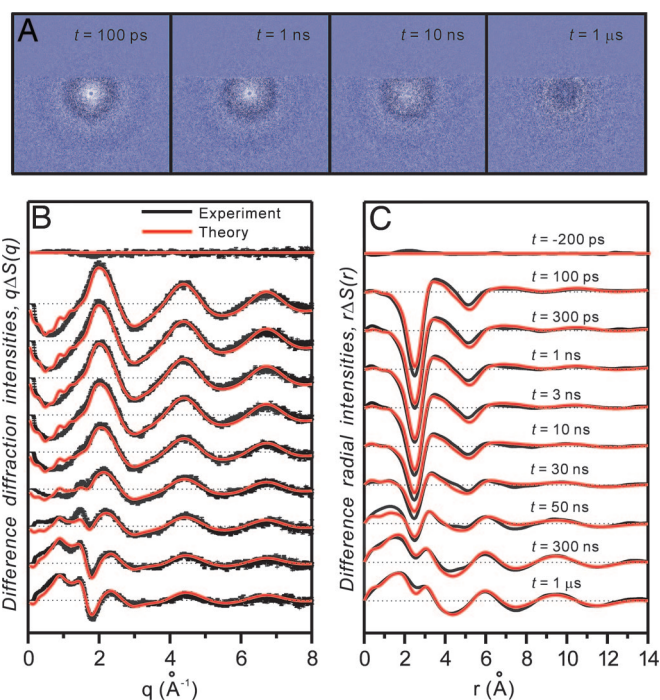 A
t = 100 ps
t = 1 ns
t = 10 ns
t = 1 μs
B
Experiment
Theory
Difference diffraction intensities, qΔS(q)
0
2
4
6
8
q (Å⁻¹)
C
t = -200 ps
t = 100 ps
t = 300 ps
t = 1 ns
t = 3 ns
t = 10 ns
t = 30 ns
t = 50 ns
t = 300 ns
t = 1 μs
Difference radial intensities, rΔS(r)
0
2
4
6
8
10
12
14
r (Å)